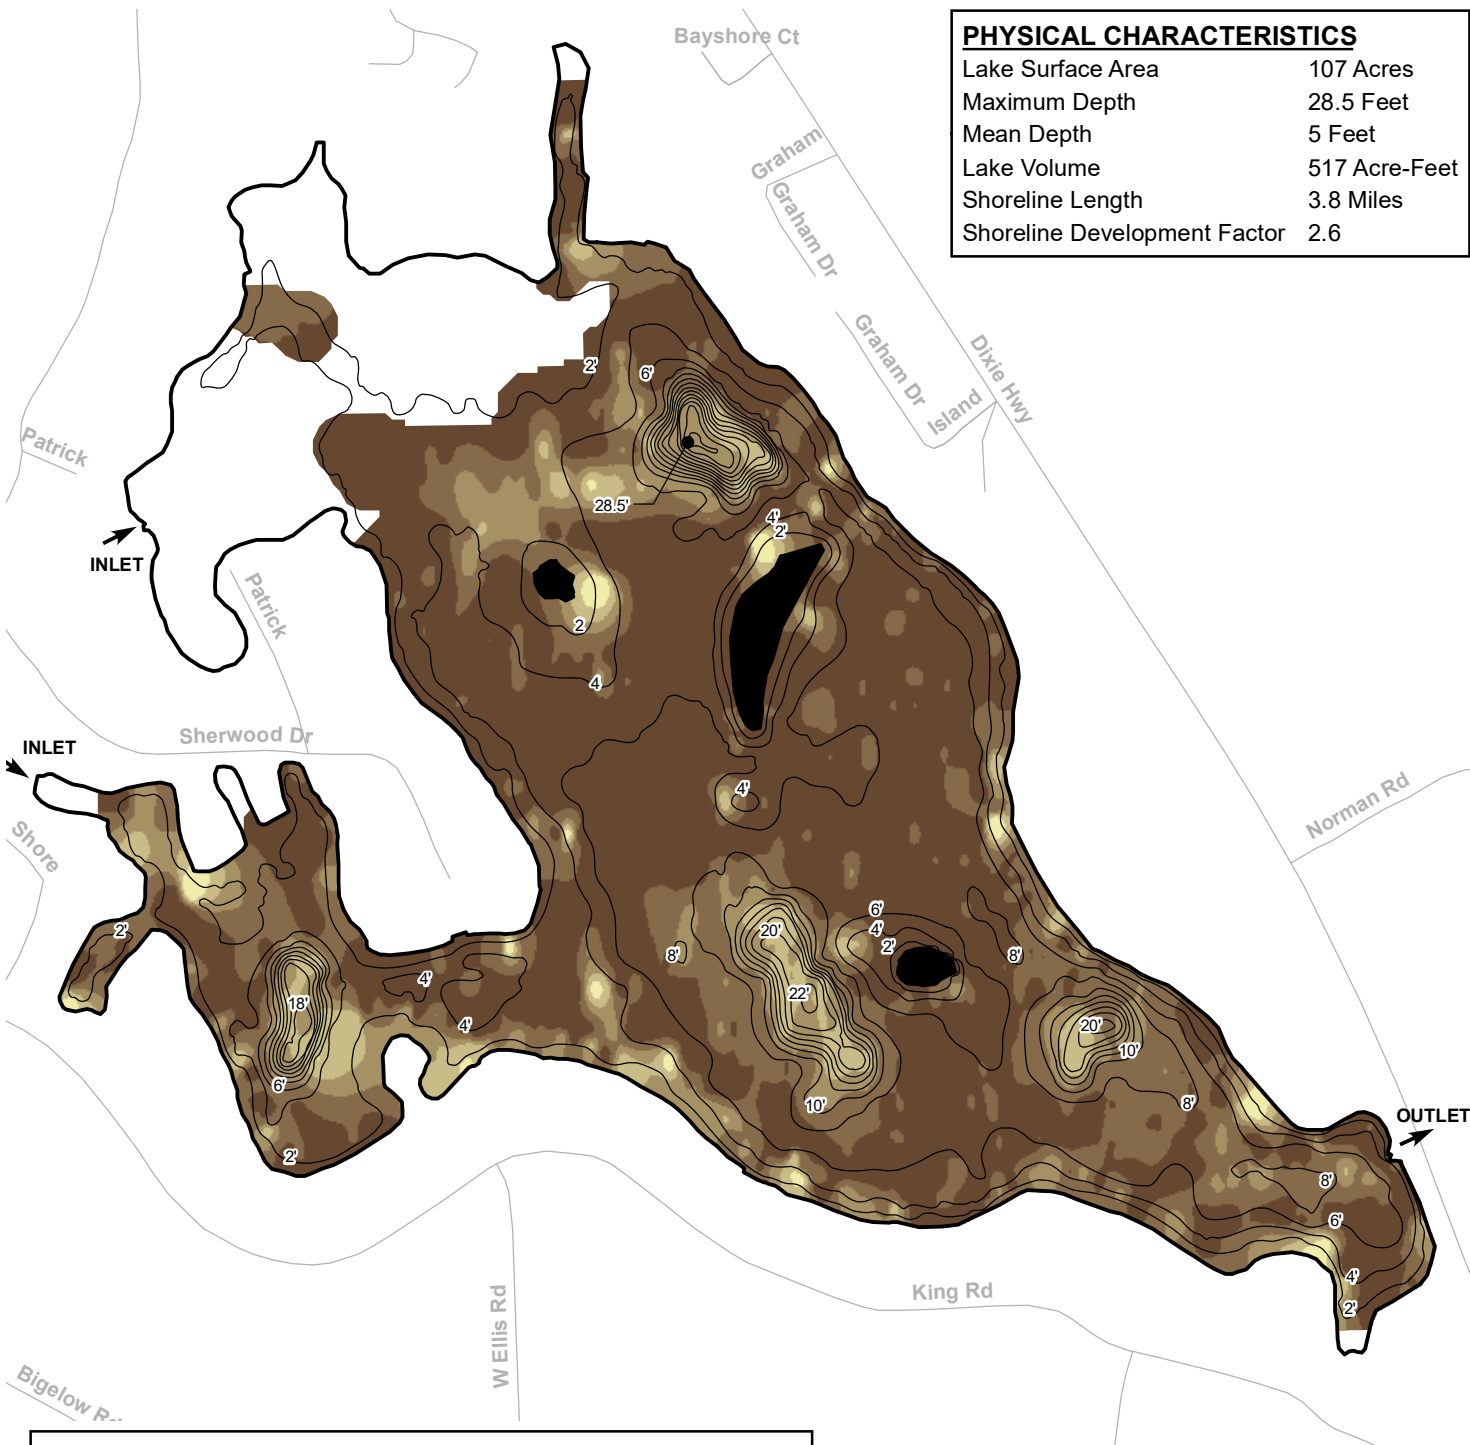 PHYSICAL CHARACTERISTICS
Lake Surface Area 107 Acres
Maximum Depth 28.5 Feet
Mean Depth 5 Feet
Lake Volume 517 Acre-Feet
Shoreline Length 3.8 Miles
Shoreline Development Factor 2.6
Bayshore Ct
Graham
Graham Dr
Graham Dr
Island
Dixie Hwy
2'
6'
Patrick
28.5'
4'
2'
INLET
Patrick
2
4
Sherwood Dr
INLET
4'
Norman Rd
Shore
6'
2'
20'
4'
2'
8'
8'
4'
22'
18'
4'
20'
10'
6'
10'
8'
OUTLET
2'
8'
6'
4'
2'
King Rd
W Ellis Rd
Bigelow Rd